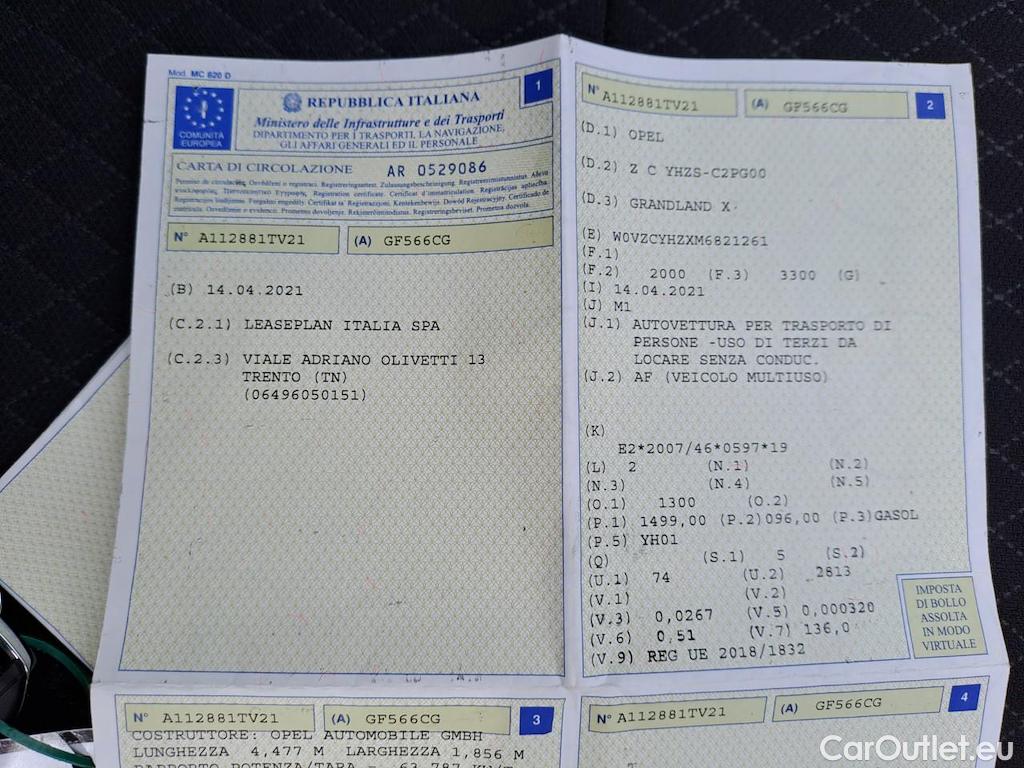 Mod. MC 820 D
1
COMUNITÀ
EUROPEA
REPUBBLICA ITALIANA
Ministero delle Infrastrutture e dei Trasporti
DIPARTIMENTO PER I TRASPORTI, LA NAVIGAZIONE,
GLI AFFARI GENERALI ED IL PERSONALE
CARTA DI CIRCOLAZIONE AR 0529086
N° A112881TV21 (A) GF566CG
(B) 14.04.2021
(C.2.1) LEASEPLAN ITALIA SPA
(C.2.3) VIALE ADRIANO OLIVETTI 13
TRENTO (TN)
(06496050151)
N° A112881TV21 (A) GF566CG 2
(D.1) OPEL
(D.2) Z C YHZS-C2PG00
(D.3) GRANDLAND X
(E) W0VZCYHZXM6821261
(F.1)
(F.2) 2000 (F.3) 3300 (G)
(I) 14.04.2021
(J) M1
(J.1) AUTOVETTURA PER TRASPORTO DI
PERSONE -USO DI TERZI DA
LOCARE SENZA CONDUC.
(J.2) AF (VEICOLO MULTIUSO)
(K)
E2*2007/46*0597*19
(L) 2 (N.1) (N.2)
(N.3) (N.4) (N.5)
(O.1) 1300 (O.2)
(P.1) 1499,00 (P.2)096,00 (P.3)GASOL
(P.5) YH01
(Q) (S.1) 5 (S.2)
(U.1) 74 (U.2) 2813
(V.1) (V.2)
(V.3) 0,0267 (V.5) 0,000320
(V.6) 0,51 (V.7) 136,0
(V.9) REG UE 2018/1832
IMPOSTA
DI BOLLO
ASSOLTA
IN MODO
VIRTUALE
N° A112881TV21 (A) GF566CG 3
COSTRUTTORE: OPEL AUTOMOBILE GMBH
LUNGHEZZA 4,477 M LARGHEZZA 1,856 M
RAPPORTO POTENZA/TARA = 63,787 KW/T
N° A112881TV21 (A) GF566CG 4
CarOutlet.eu